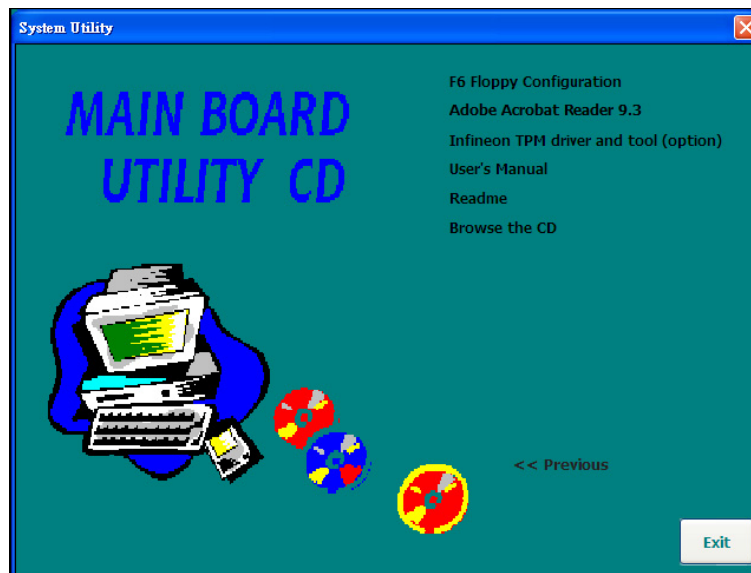 System Utility
MAIN BOARD
UTILITY CD
F6 Floppy Configuration
Adobe Acrobat Reader 9.3
Infineon TPM driver and tool (option)
User's Manual
Readme
Browse the CD
<< Previous
Exit